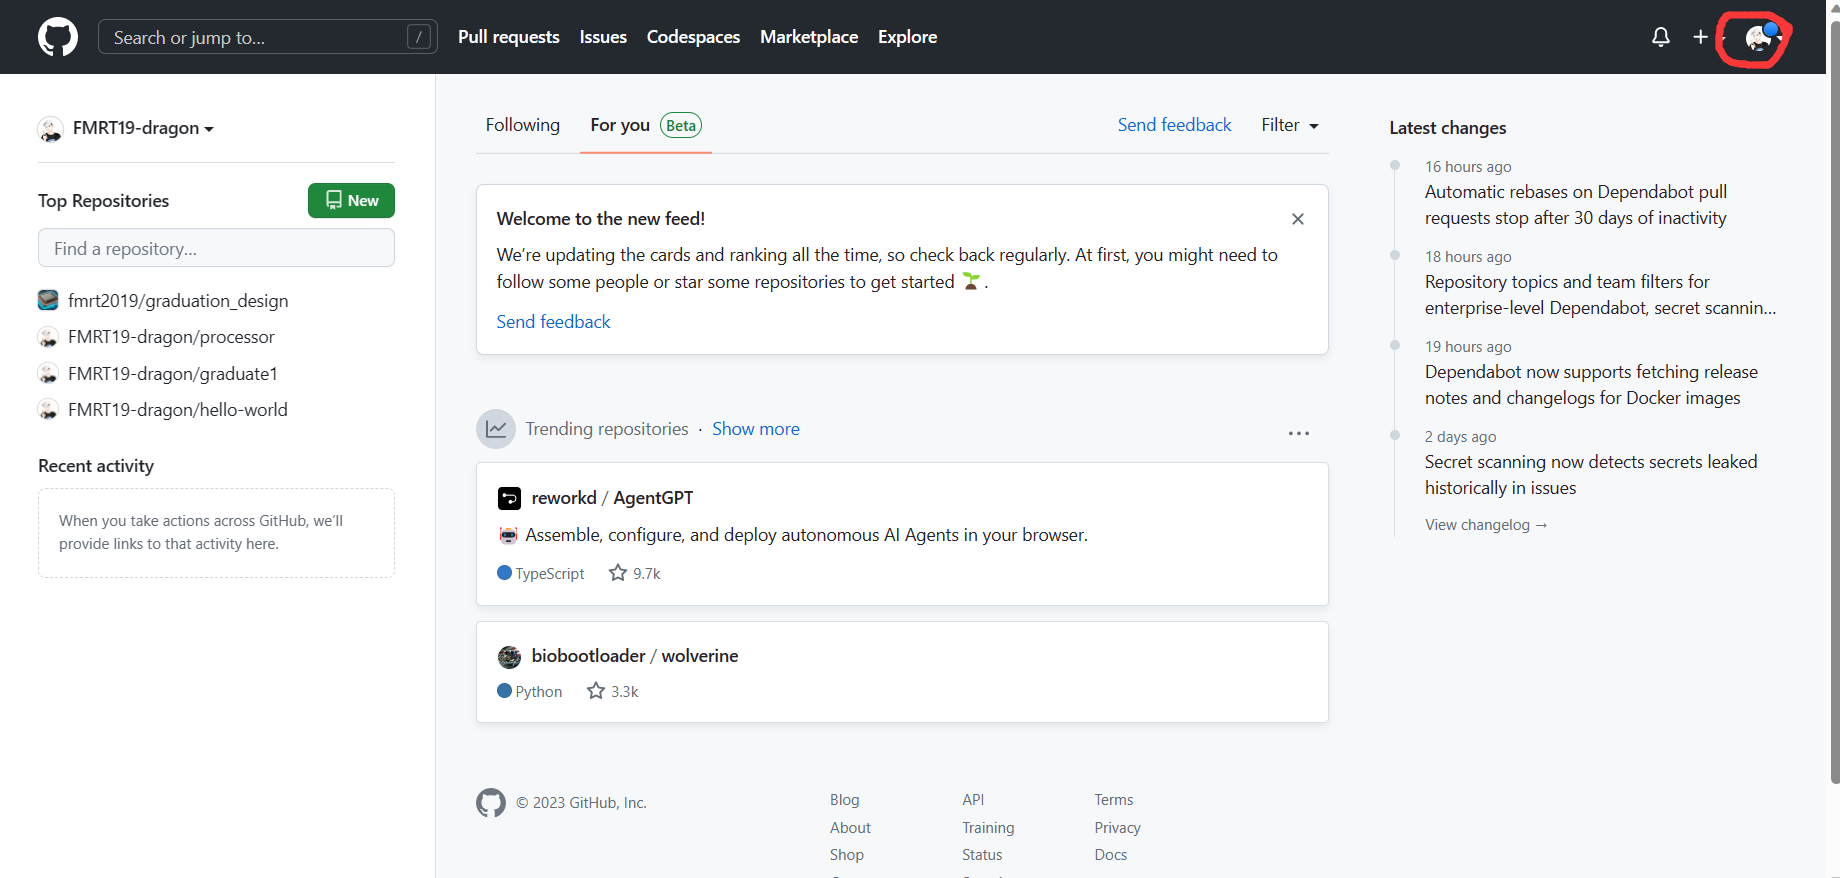 Search or jump to... /
Pull requests
Issues
Codespaces
Marketplace
Explore
FMRT19-dragon
Top Repositories
New
Find a repository...
fmrt2019/graduation_design
FMRT19-dragon/processor
FMRT19-dragon/graduate1
FMRT19-dragon/hello-world
Recent activity
When you take actions across GitHub, we’ll
provide links to that activity here.
Following
For you Beta
Send feedback
Filter
Welcome to the new feed!
We’re updating the cards and ranking all the time, so check back regularly. At first, you might need to
follow some people or star some repositories to get started 🌱.
Send feedback
Trending repositories · Show more
reworkd / AgentGPT
🤖 Assemble, configure, and deploy autonomous AI Agents in your browser.
TypeScript 9.7k
biobootloader / wolverine
Python 3.3k
Latest changes
16 hours ago
Automatic rebases on Dependabot pull
requests stop after 30 days of inactivity
18 hours ago
Repository topics and team filters for
enterprise-level Dependabot, secret scannin...
19 hours ago
Dependabot now supports fetching release
notes and changelogs for Docker images
2 days ago
Secret scanning now detects secrets leaked
historically in issues
View changelog →
© 2023 GitHub, Inc.
Blog
About
Shop
API
Training
Status
Terms
Privacy
Docs